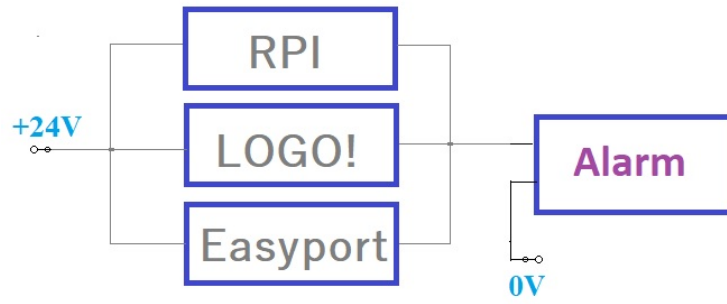 RPI
+24V
LOGO!
Alarm
Easyport
0V